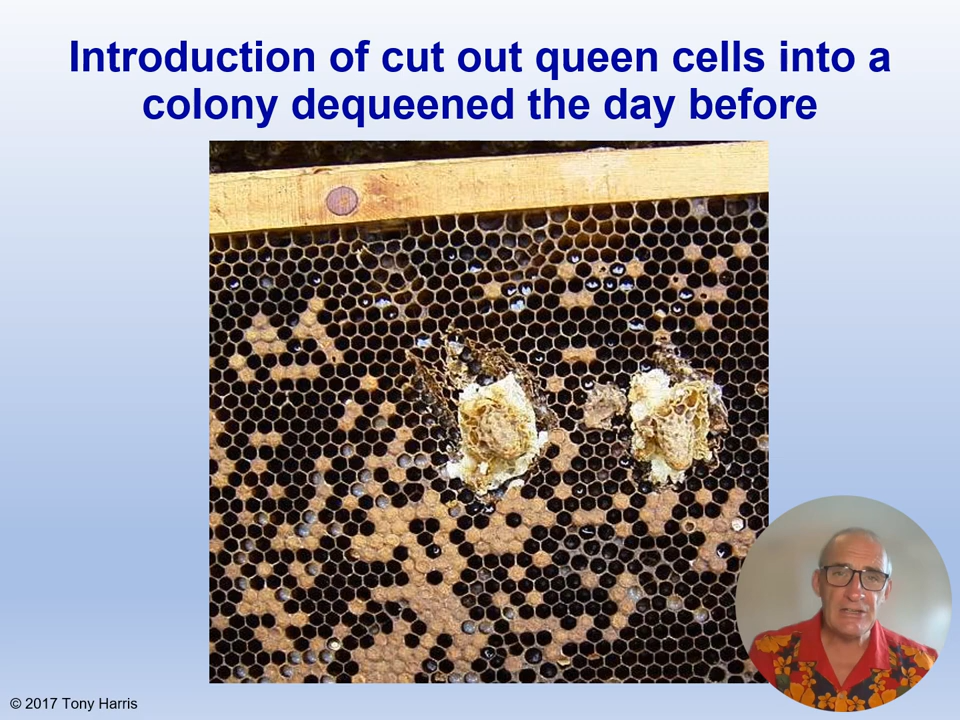 Introduction of cut out queen cells into a
colony dequeened the day before
© 2017 Tony Harris